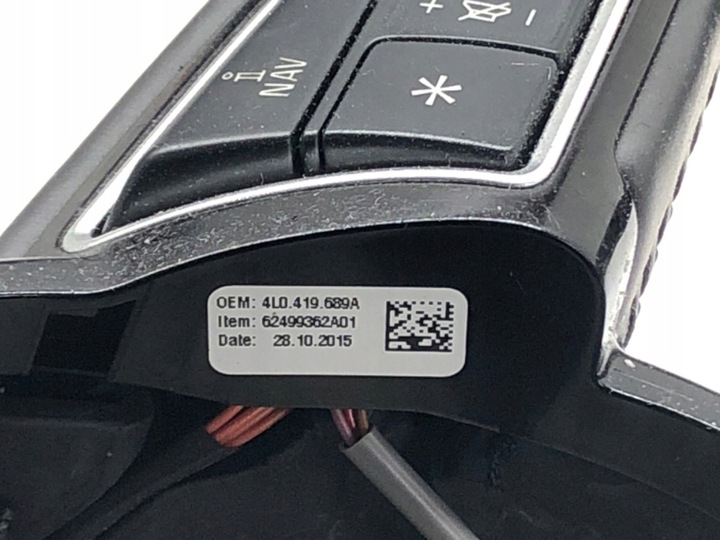 + -
NAV
*
OEM: 4L0.419.689A
Item: 62499362A01
Date: 28.10.2015